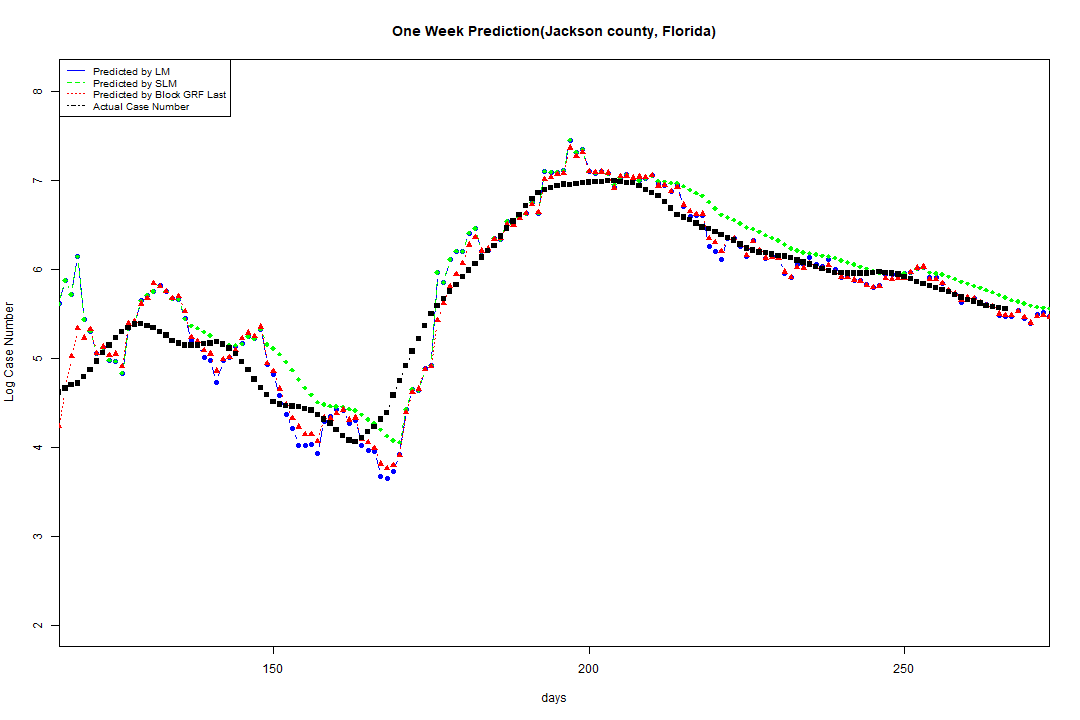 One Week Prediction(Jackson county, Florida)
Predicted by LM
Predicted by SLM
Predicted by Block GRF Last
Actual Case Number
8
7
6
5
4
3
2
Log Case Number
150
200
250
days